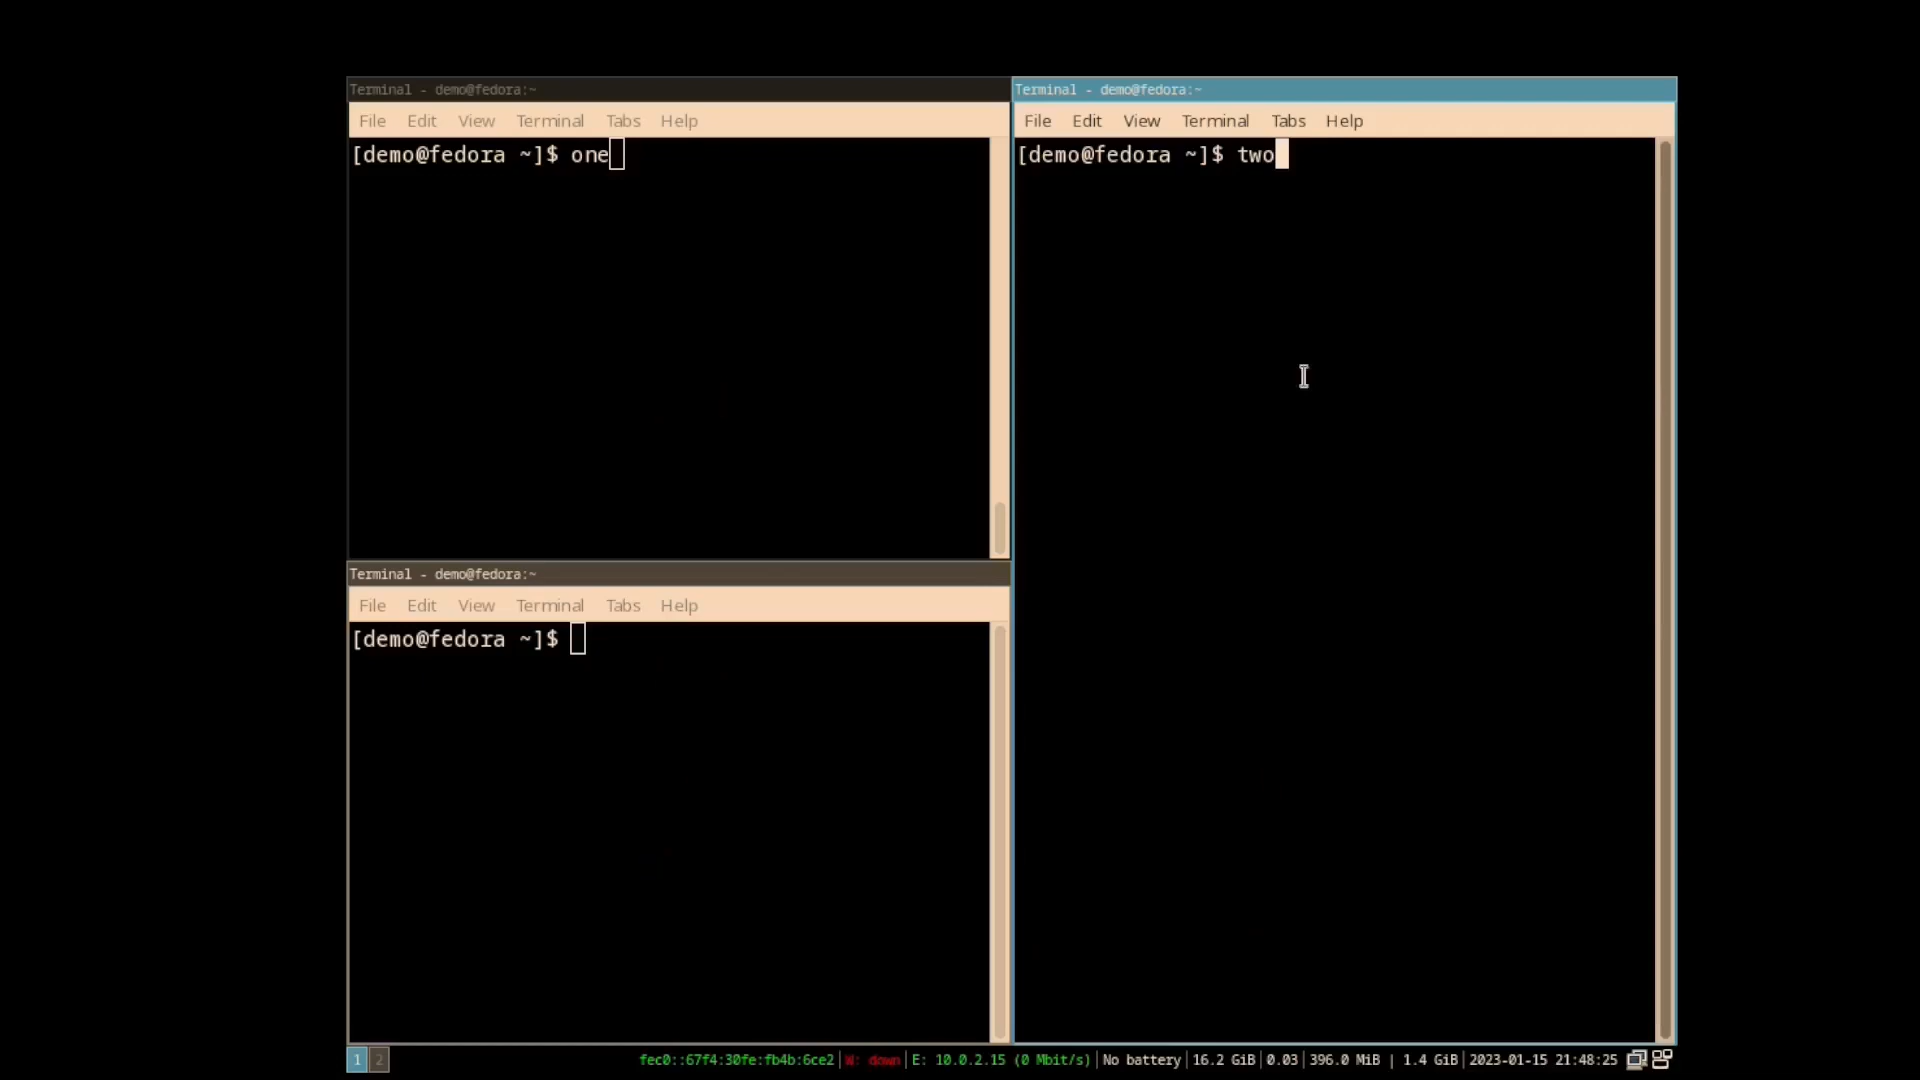 Terminal - demo@fedora:~
File Edit View Terminal Tabs Help
[demo@fedora ~]$ one
Terminal - demo@fedora:~
File Edit View Terminal Tabs Help
[demo@fedora ~]$
Terminal - demo@fedora:~
File Edit View Terminal Tabs Help
[demo@fedora ~]$ two
1 2 fec0::67f4:30fe:fb4b:6ce2 | W: down | E: 10.0.2.15 (0 Mbit/s) | No battery | 16.2 GiB | 0.03 | 396.0 MiB | 1.4 GiB | 2023-01-15 21:48:25